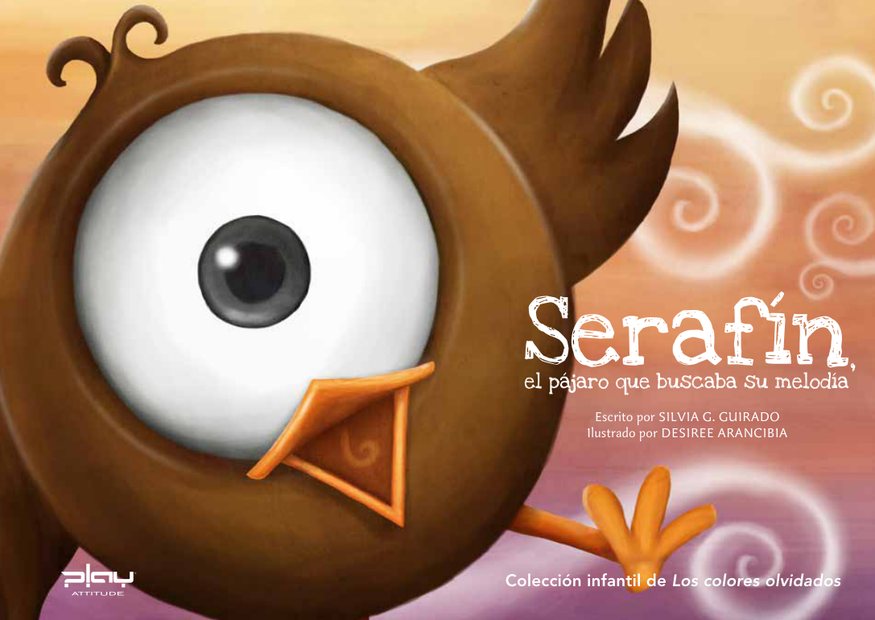 Serafín,
el pájaro que buscaba su melodía
Escrito por SILVIA G. GUIRADO
Ilustrado por DESIREE ARANCIBIA
play
ATTITUDE
Colección infantil de Los colores olvidados